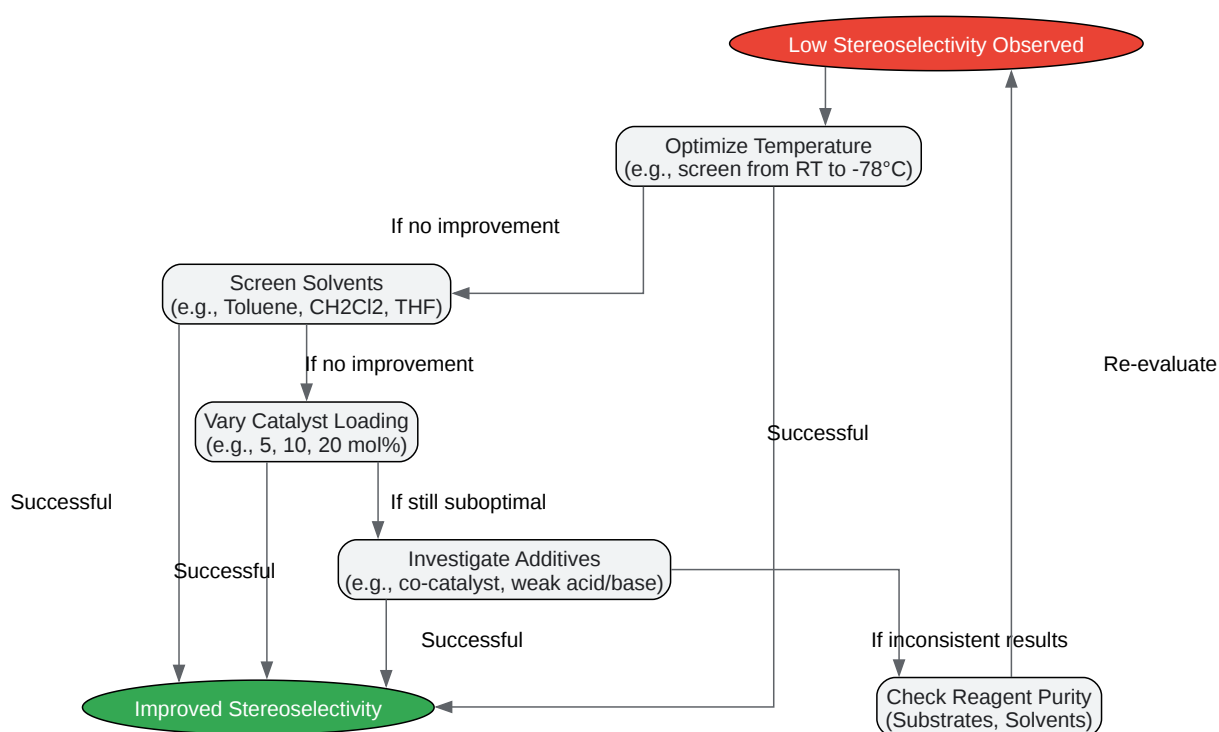 Low Stereoselectivity Observed
Optimize Temperature
(e.g., screen from RT to -78°C)
If no improvement
Screen Solvents
(e.g., Toluene, CH2Cl2, THF)
If no improvement
Re-evaluate
Vary Catalyst Loading
(e.g., 5, 10, 20 mol%)
Successful
Successful
If still suboptimal
Investigate Additives
(e.g., co-catalyst, weak acid/base)
Successful
Successful
If inconsistent results
Improved Stereoselectivity
Check Reagent Purity
(Substrates, Solvents)